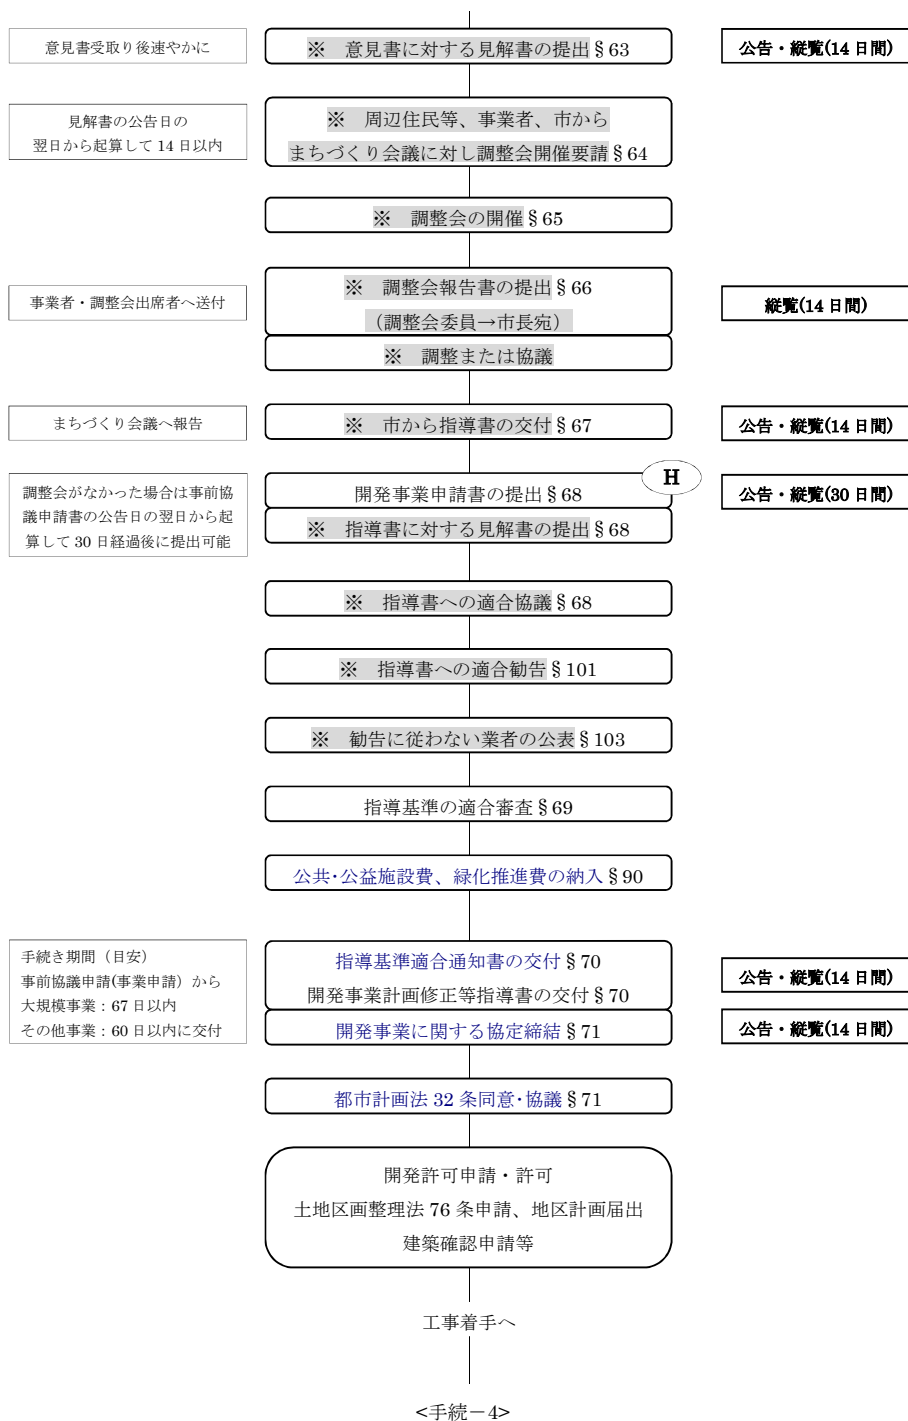 意見書受取り後速やかに
※　意見書に対する見解書の提出§63
公告・縦覧(14日間)
見解書の公告日の
翌日から起算して14日以内
※　周辺住民等、事業者、市から
まちづくり会議に対し調整会開催要請§64
※　調整会の開催§65
事業者・調整会出席者へ送付
※　調整会報告書の提出§66
（調整会委員→市長宛）
縦覧(14日間)
※　調整または協議
まちづくり会議へ報告
※　市から指導書の交付§67
公告・縦覧(14日間)
調整会がなかった場合は事前協
議申請書の公告日の翌日から起
算して30日経過後に提出可能
H
開発事業申請書の提出§68
公告・縦覧(30日間)
※　指導書に対する見解書の提出§68
※　指導書への適合協議§68
※　指導書への適合勧告§101
※　勧告に従わない業者の公表§103
指導基準の適合審査§69
公共・公益施設費、緑化推進費の納入§90
手続き期間（目安）
事前協議申請(事業申請）から
大規模事業：67日以内
その他事業：60日以内に交付
指導基準適合通知書の交付§70
開発事業計画修正等指導書の交付§70
公告・縦覧(14日間)
開発事業に関する協定締結§71
公告・縦覧(14日間)
都市計画法32条同意・協議§71
開発許可申請・許可
土地区画整理法76条申請、地区計画届出
建築確認申請等
工事着手へ
<手続－4>